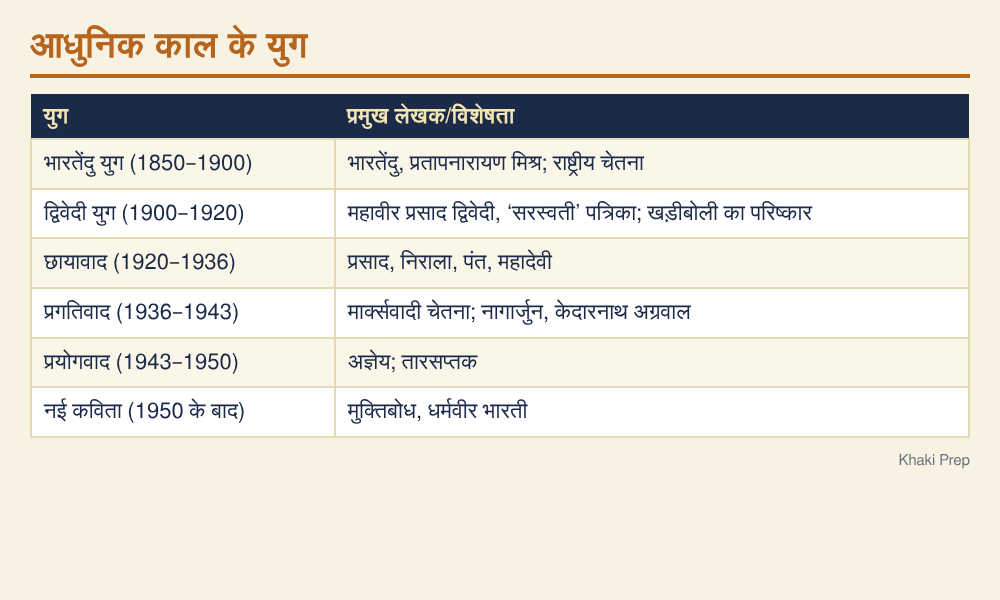 आधुनिक काल के युग
युग प्रमुख लेखक/विशेषता
भारतेंदु युग (1850–1900) भारतेंदु, प्रतापनारायण मिश्र; राष्ट्रीय चेतना
द्विवेदी युग (1900–1920) महावीर प्रसाद द्विवेदी, ‘सरस्वती’ पत्रिका; खड़ीबोली का परिष्कार
छायावाद (1920–1936) प्रसाद, निराला, पंत, महादेवी
प्रगतिवाद (1936–1943) मार्क्सवादी चेतना; नागार्जुन, केदारनाथ अग्रवाल
प्रयोगवाद (1943–1950) अज्ञेय; तारसप्तक
नई कविता (1950 के बाद) मुक्तिबोध, धर्मवीर भारती
Khaki Prep